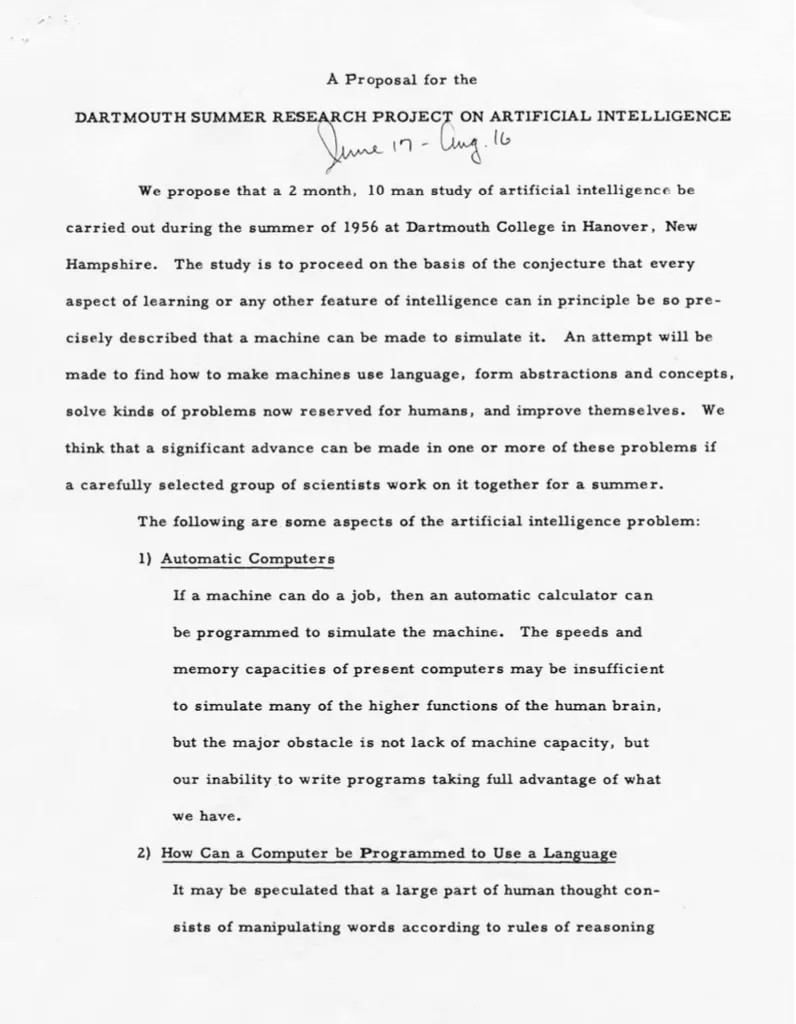 A Proposal for the
DARTMOUTH SUMMER RESEARCH PROJECT ON ARTIFICIAL INTELLIGENCE
June 17 - Aug. 16
We propose that a 2 month, 10 man study of artificial intelligence be
carried out during the summer of 1956 at Dartmouth College in Hanover, New
Hampshire. The study is to proceed on the basis of the conjecture that every
aspect of learning or any other feature of intelligence can in principle be so pre-
cisely described that a machine can be made to simulate it. An attempt will be
made to find how to make machines use language, form abstractions and concepts,
solve kinds of problems now reserved for humans, and improve themselves. We
think that a significant advance can be made in one or more of these problems if
a carefully selected group of scientists work on it together for a summer.
The following are some aspects of the artificial intelligence problem:
1) Automatic Computers
If a machine can do a job, then an automatic calculator can
be programmed to simulate the machine. The speeds and
memory capacities of present computers may be insufficient
to simulate many of the higher functions of the human brain,
but the major obstacle is not lack of machine capacity, but
our inability to write programs taking full advantage of what
we have.
2) How Can a Computer be Programmed to Use a Language
It may be speculated that a large part of human thought con-
sists of manipulating words according to rules of reasoning